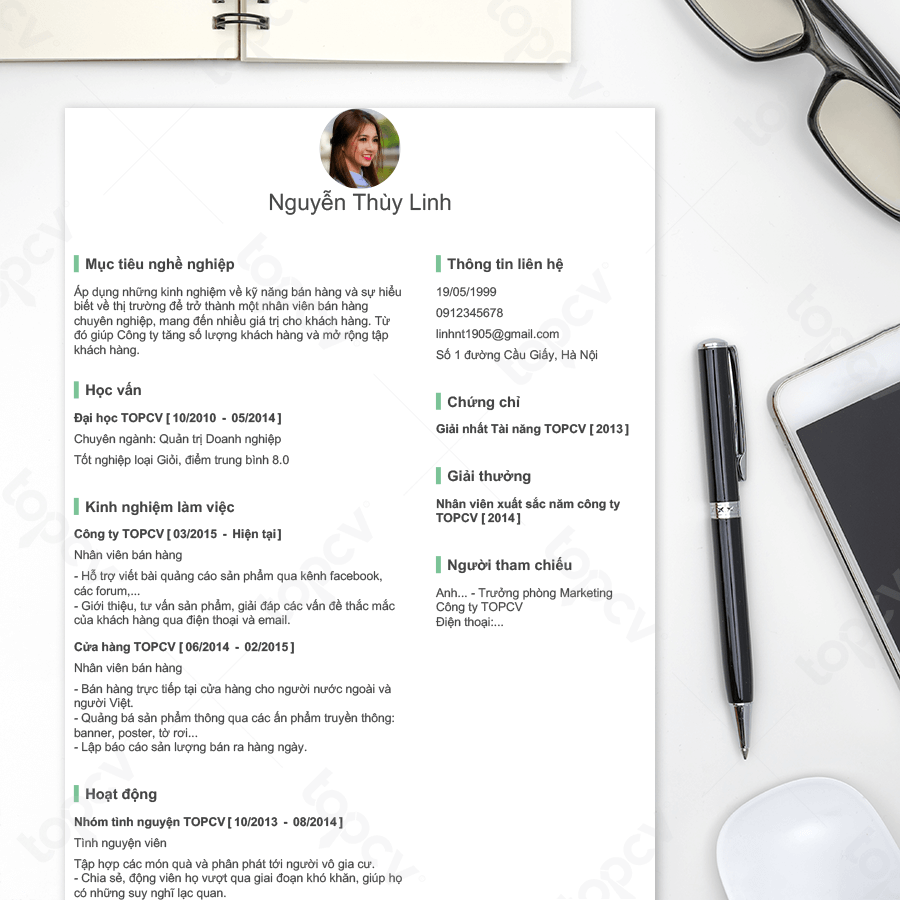 Nguyễn Thùy Linh
Mục tiêu nghề nghiệp
Áp dụng những kinh nghiệm về kỹ năng bán hàng và sự hiểu
biết về thị trường để trở thành một nhân viên bán hàng
chuyên nghiệp, mang đến nhiều giá trị cho khách hàng. Từ
đó giúp Công ty tăng số lượng khách hàng và mở rộng tập
khách hàng.
Học vấn
Đại học TOPCV [ 10/2010 - 05/2014 ]
Chuyên ngành: Quản trị Doanh nghiệp
Tốt nghiệp loại Giỏi, điểm trung bình 8.0
Kinh nghiệm làm việc
Công ty TOPCV [ 03/2015 - Hiện tại ]
Nhân viên bán hàng
- Hỗ trợ viết bài quảng cáo sản phẩm qua kênh facebook,
các forum,...
- Giới thiệu, tư vấn sản phẩm, giải đáp các vấn đề thắc mắc
của khách hàng qua điện thoại và email.
Cửa hàng TOPCV [ 06/2014 - 02/2015 ]
Nhân viên bán hàng
- Bán hàng trực tiếp tại cửa hàng cho người nước ngoài và
người Việt.
- Quảng bá sản phẩm thông qua các ấn phẩm truyền thông:
banner, poster, tờ rơi...
- Lập báo cáo sản lượng bán ra hàng ngày.
Hoạt động
Nhóm tình nguyện TOPCV [ 10/2013 - 08/2014 ]
Tình nguyện viên
Tập hợp các món quà và phân phát tới người vô gia cư.
- Chia sẻ, động viên họ vượt qua giai đoạn khó khăn, giúp họ
có những suy nghĩ lạc quan.
Thông tin liên hệ
19/05/1999
0912345678
linhnt1905@gmail.com
Số 1 đường Cầu Giấy, Hà Nội
Chứng chỉ
Giải nhất Tài năng TOPCV [ 2013 ]
Giải thưởng
Nhân viên xuất sắc năm công ty
TOPCV [ 2014 ]
Người tham chiếu
Anh... - Trưởng phòng Marketing
Công ty TOPCV
Điện thoại:...
topcv